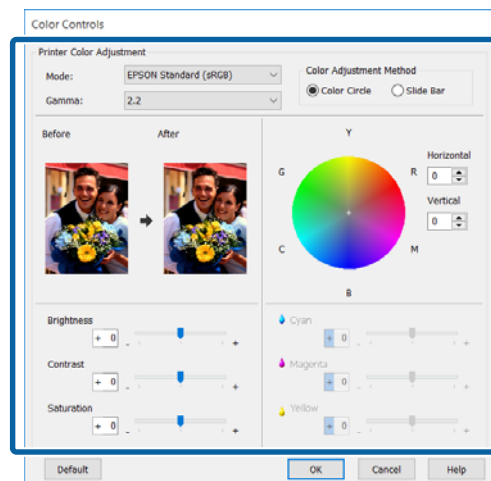 Color Controls
Printer Color Adjustment
Mode: EPSON Standard (sRGB)
Gamma: 2.2
Color Adjustment Method
Color Circle Slide Bar
Before After
Y
G R
C M
B
Horizontal
0
Vertical
0
Brightness
+ 0 - +
Contrast
+ 0 - +
Saturation
+ 0 - +
Cyan
+ 0 - +
Magenta
+ 0 - +
Yellow
+ 0 - +
Default OK Cancel Help